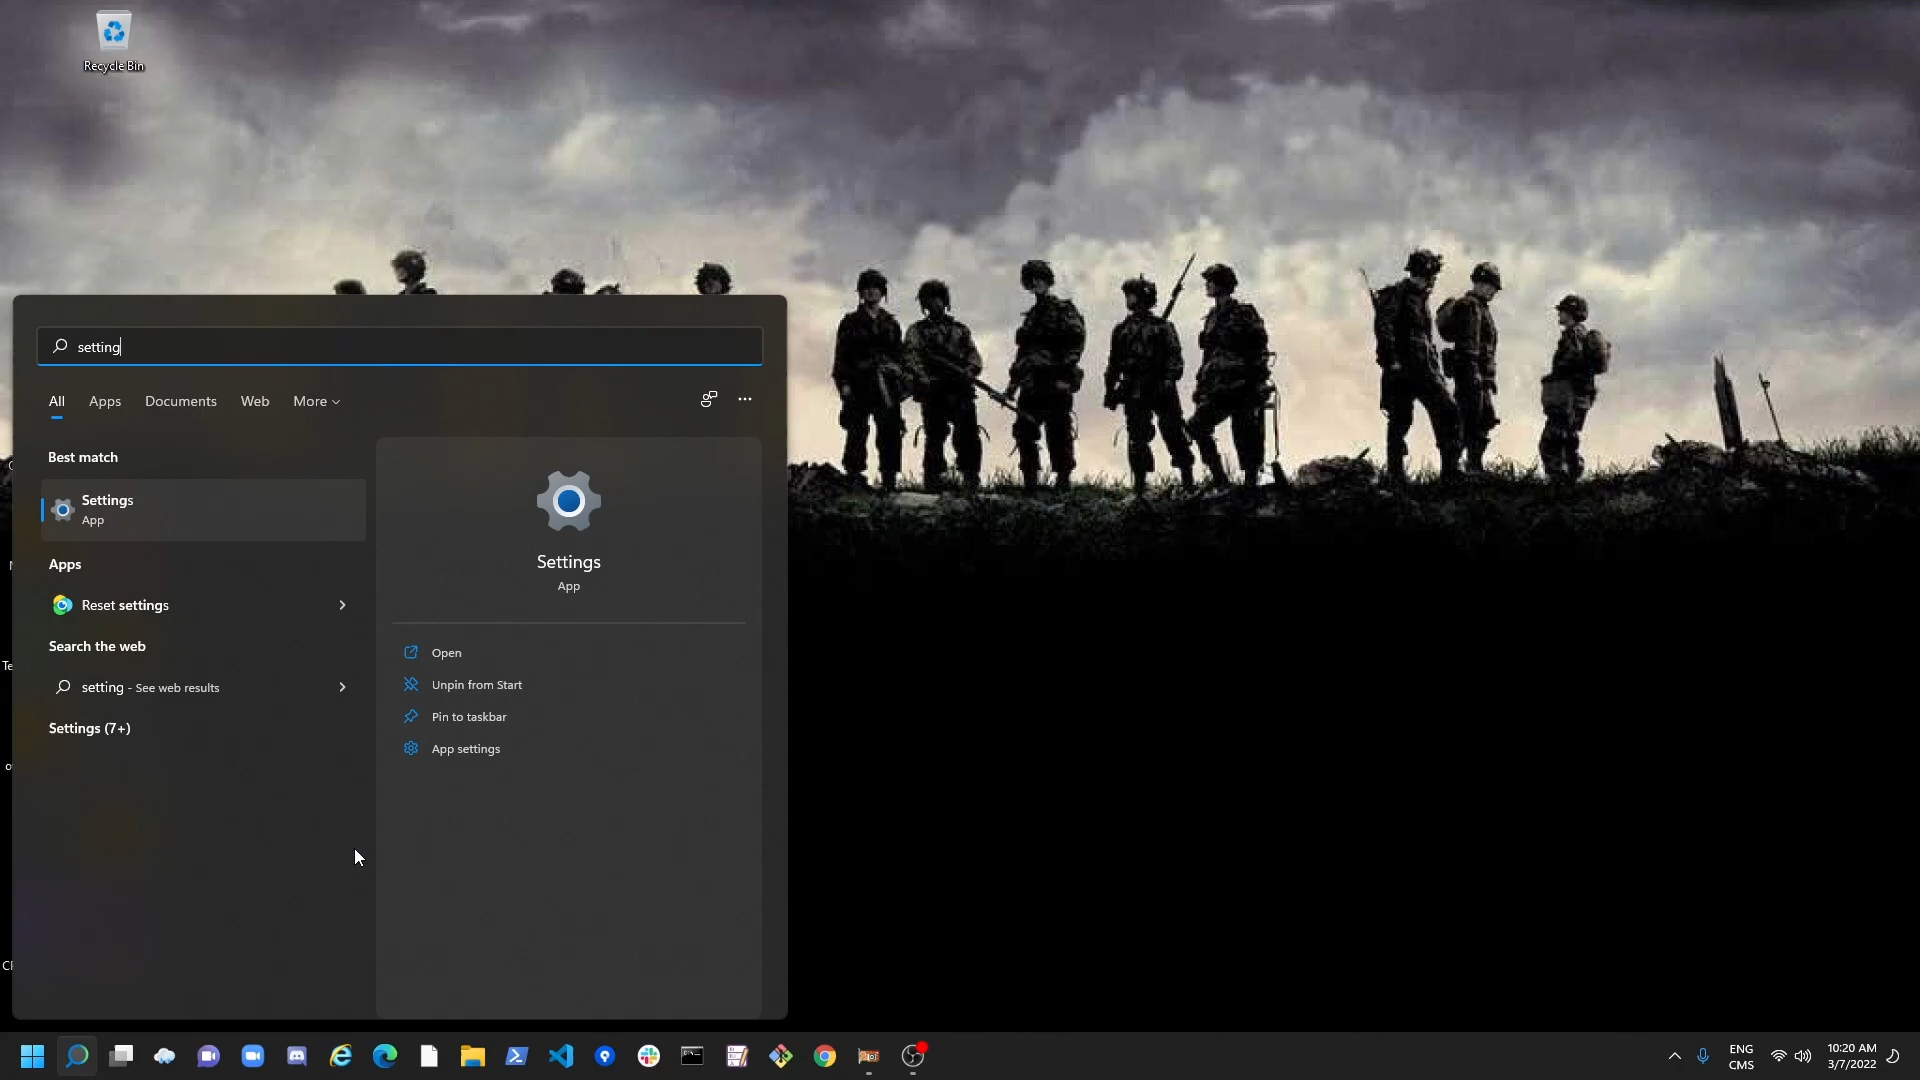 Recycle Bin
setting
All Apps Documents Web More
Best match
Settings
App
Apps
Reset settings
Search the web
setting - See web results
Settings (7+)
Settings
App
Open
Unpin from Start
Pin to taskbar
App settings
ENG
CMS
10:20 AM
3/7/2022